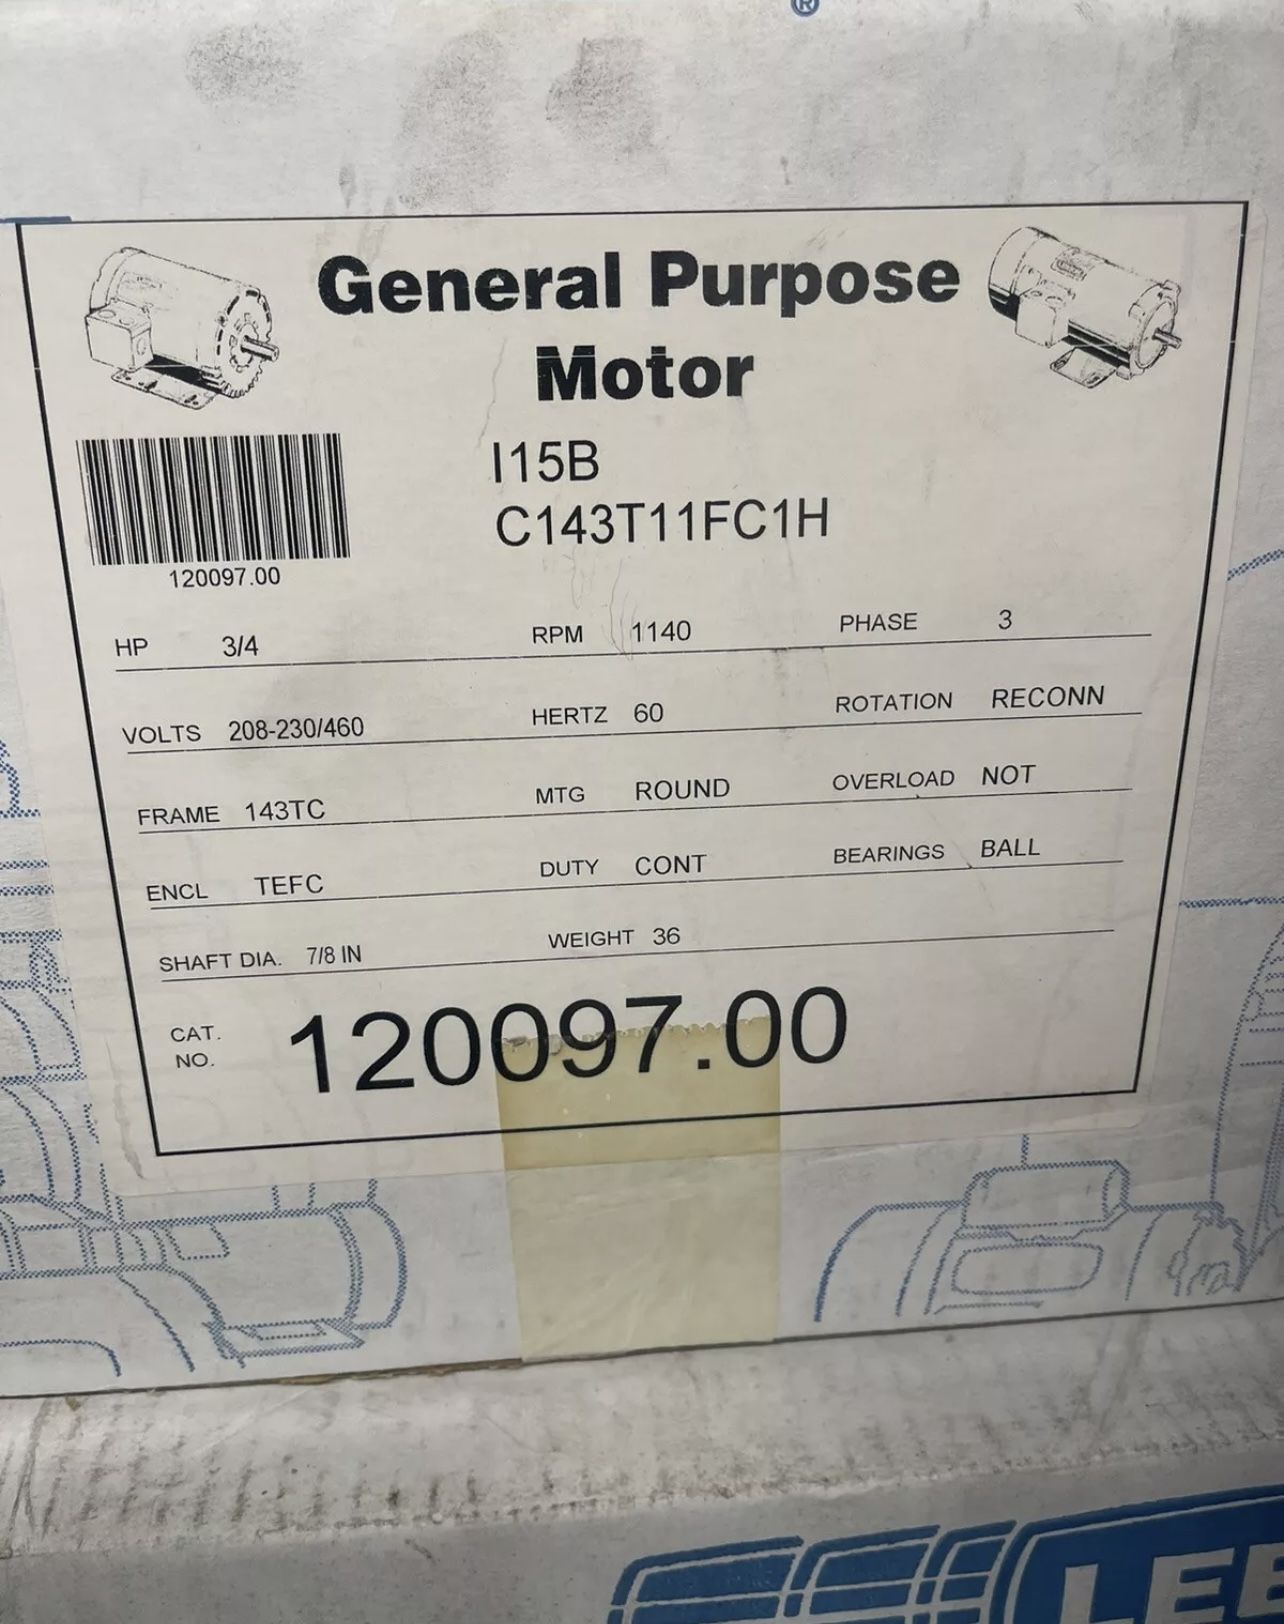 ®
General Purpose
Motor
I15B
C143T11FC1H
120097.00
HP 3/4 RPM 1140 PHASE 3
VOLTS 208-230/460 HERTZ 60 ROTATION RECONN
FRAME 143TC MTG ROUND OVERLOAD NOT
ENCL TEFC DUTY CONT BEARINGS BALL
SHAFT DIA. 7/8 IN WEIGHT 36
CAT.
NO. 120097.00
LEE